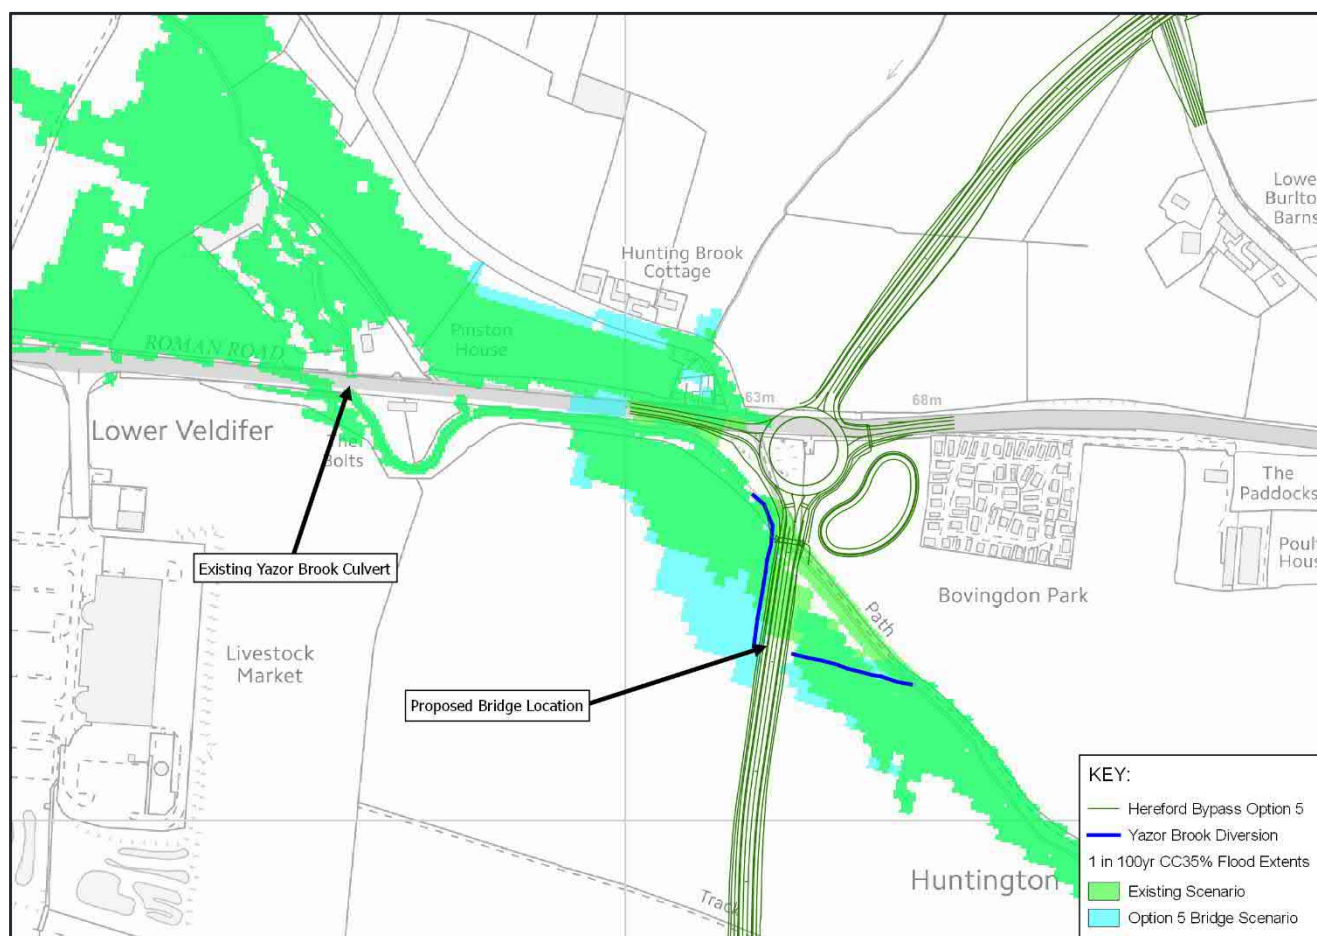 Hunting Brook
Cottage
Lowe
Burlto
Barns
Pinston
House
ROMAN ROAD
63m
68m
Lower Veldifer
The
Bolts
The
Paddocks
Poult
Hous
Existing Yazor Brook Culvert
Bovingdon Park
Path
Livestock
Market
Proposed Bridge Location
Huntington
Track
KEY:
Hereford Bypass Option 5
Yazor Brook Diversion
1 in 100yr CC35% Flood Extents
Existing Scenario
Option 5 Bridge Scenario